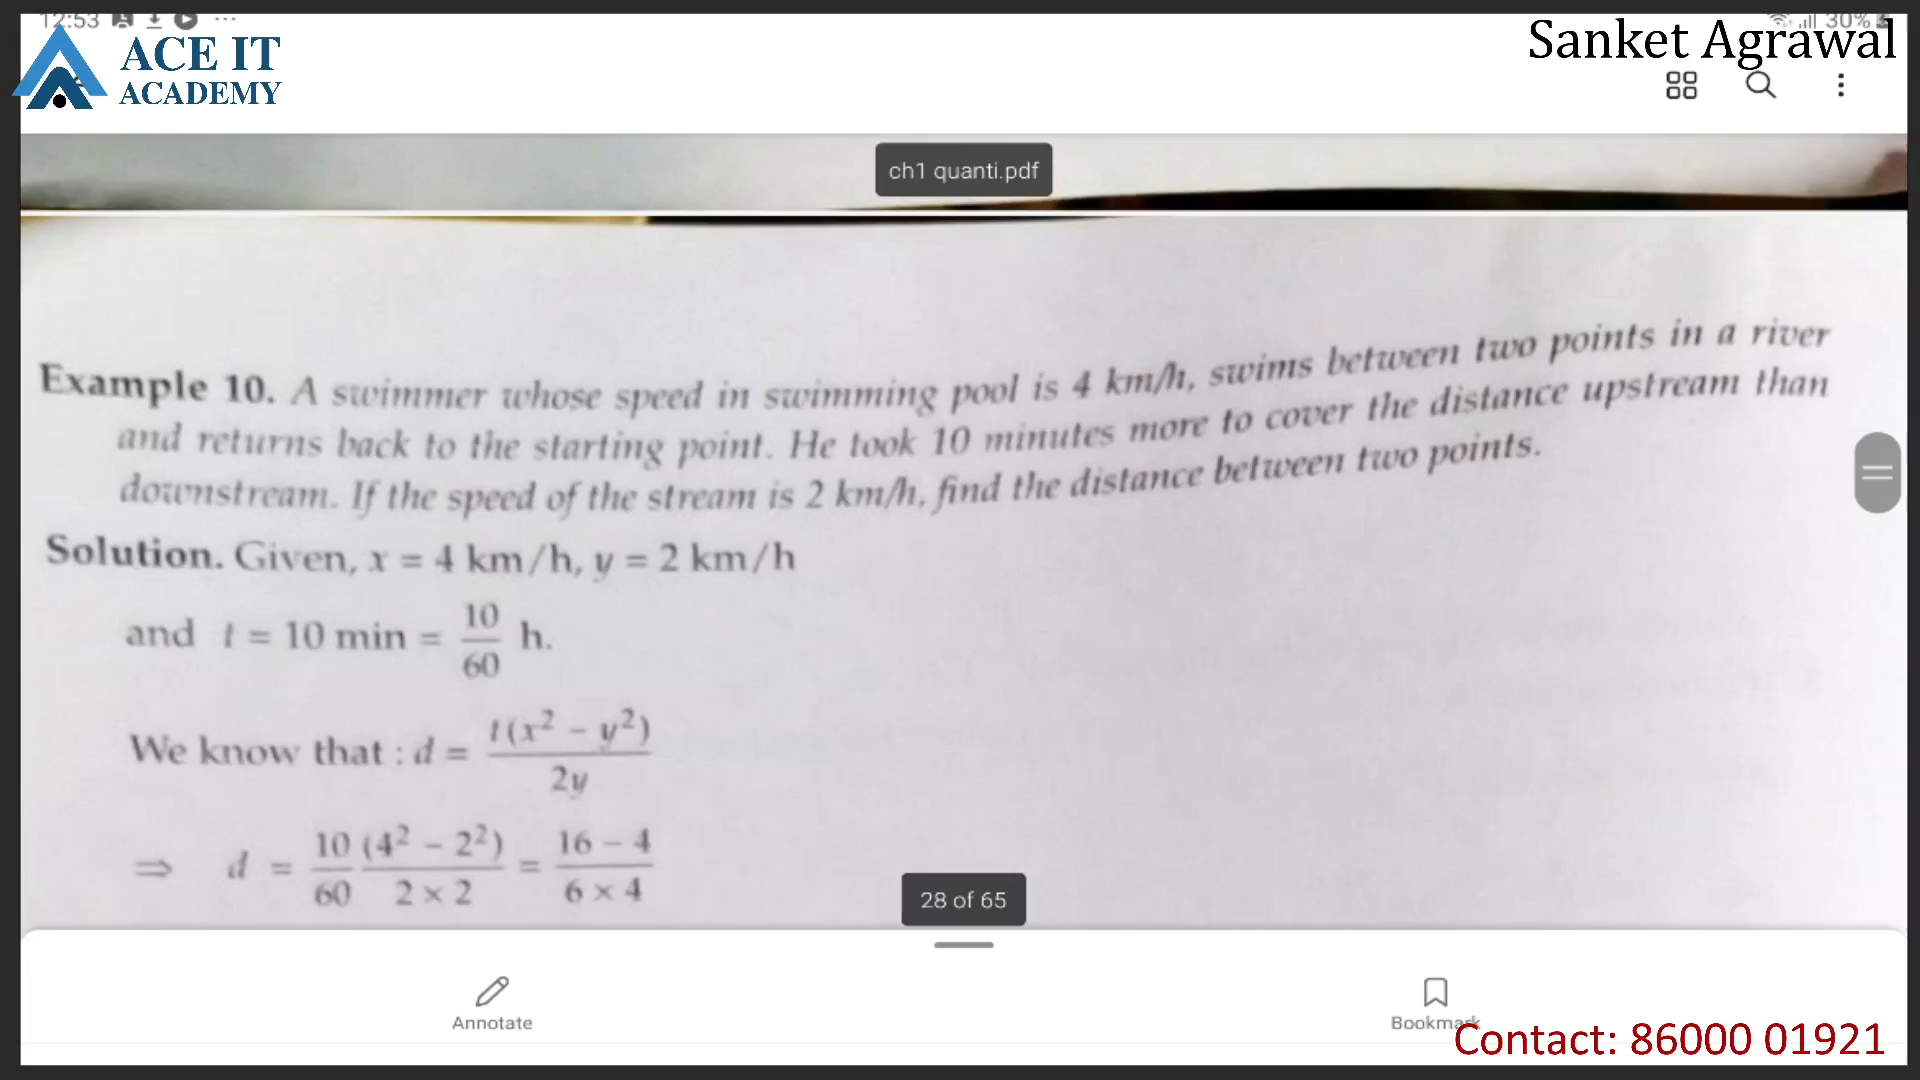 12:53
30%
ACE IT
ACADEMY
Sanket Agrawal
ch1 quanti.pdf
Example 10. A swimmer whose speed in swimming pool is 4 km/h, swims between two points in a river
and returns back to the starting point. He took 10 minutes more to cover the distance upstream than
downstream. If the speed of the stream is 2 km/h, find the distance between two points.
Solution. Given, x = 4 km/h, y = 2 km/h
and t = 10 min = 10/60 h.
We know that : d = t(x² – y²)/2y
⇒ d = 10/60 (4² – 2²)/2 × 2 = 16 – 4/6 × 4
28 of 65
Annotate
Bookmark
Contact: 86000 01921